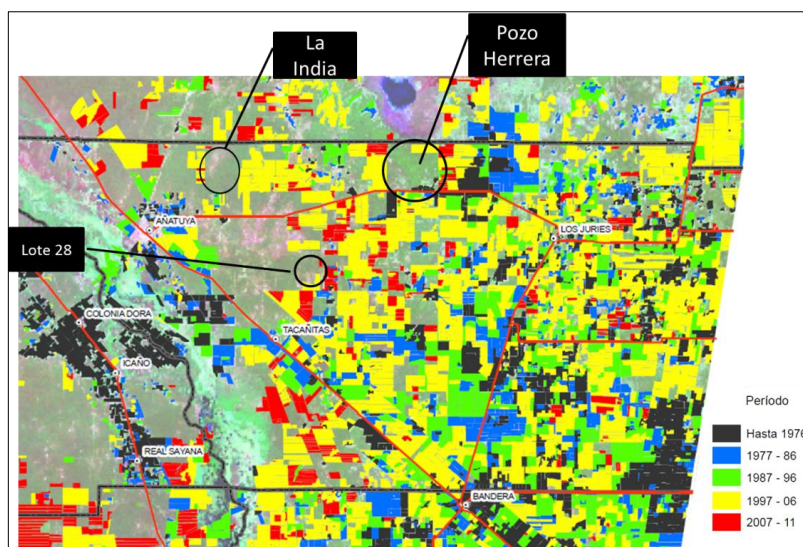 La
India
Pozo
Herrera
AÑATUYA
LOS JURIES
Lote 28
COLONIA DORA
TACAÑITAS
ICAÑO
REAL SAYANA
BANDERA
Período
Hasta 1976
1977 - 86
1987 - 96
1997 - 06
2007 - 11